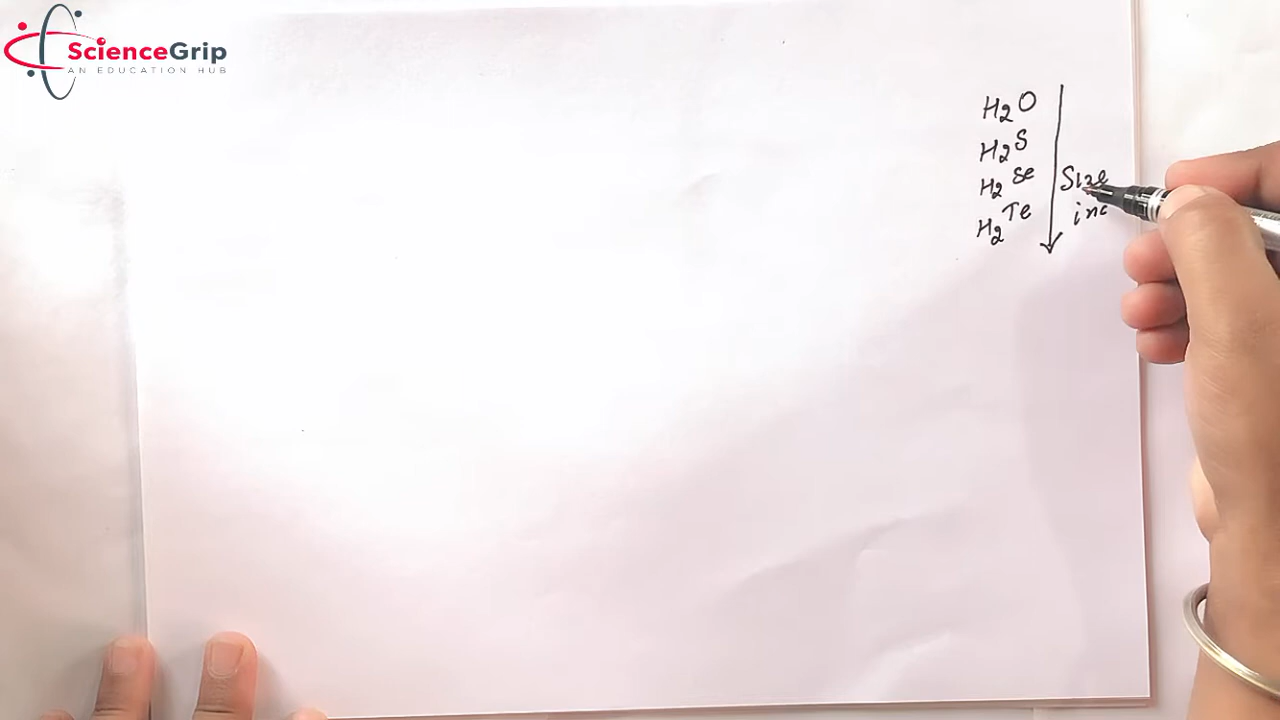 ScienceGrip
AN EDUCATION HUB
H2O
H2S
H2Se
H2Te
Size
inc